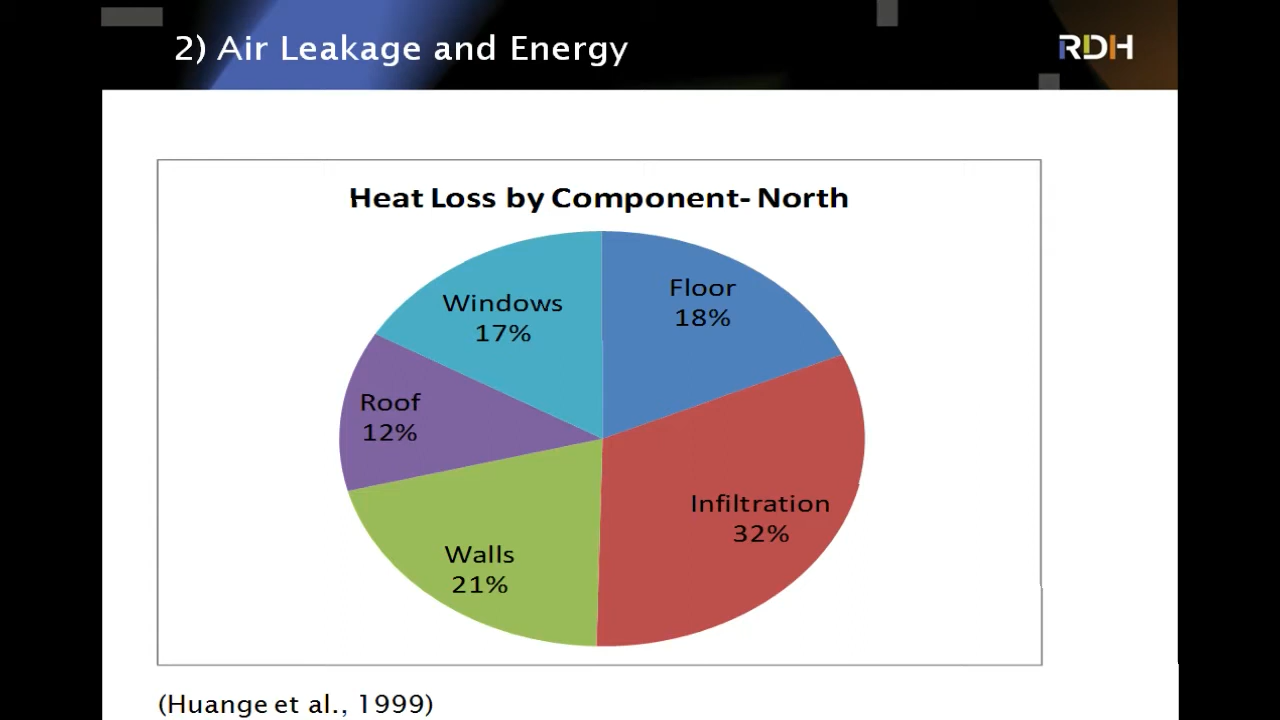 2) Air Leakage and Energy
RDH
Heat Loss by Component- North
Windows
17%
Floor
18%
Roof
12%
Infiltration
32%
Walls
21%
(Huange et al., 1999)